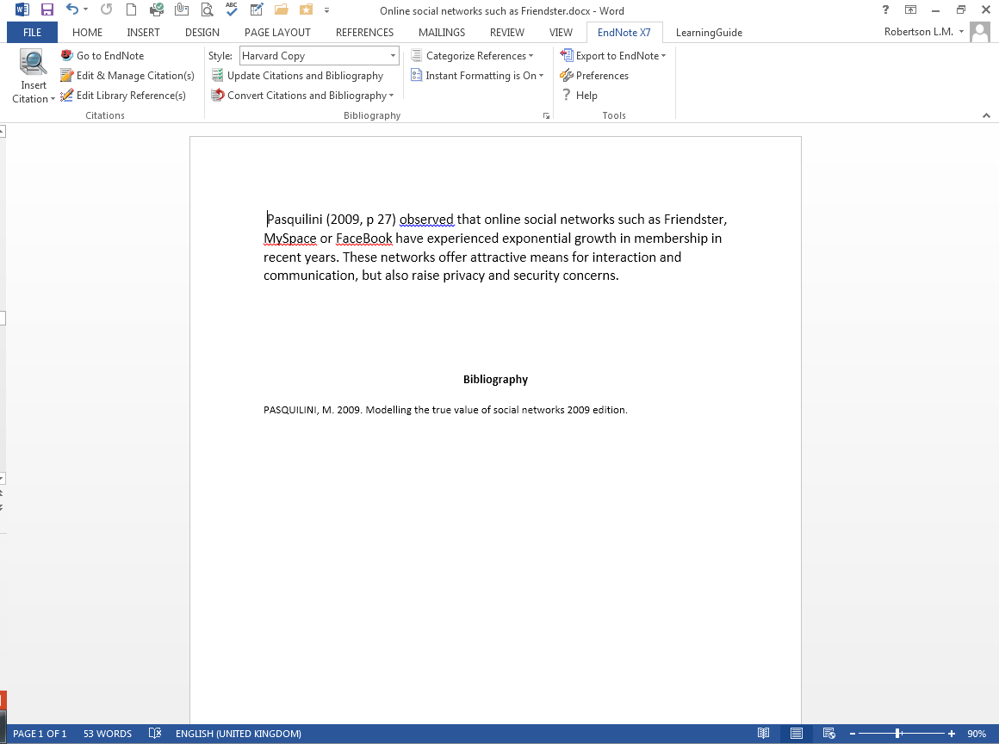 Online social networks such as Friendster.docx - Word
FILE HOME INSERT DESIGN PAGE LAYOUT REFERENCES MAILINGS REVIEW VIEW EndNote X7 LearningGuide Robertson L.M.
Insert Citation
Go to EndNote
Edit & Manage Citation(s)
Edit Library Reference(s)
Citations
Style: Harvard Copy
Update Citations and Bibliography
Convert Citations and Bibliography
Categorize References
Instant Formatting is On
Bibliography
Export to EndNote
Preferences
? Help
Tools
Pasquilini (2009, p 27) observed that online social networks such as Friendster,
MySpace or FaceBook have experienced exponential growth in membership in
recent years. These networks offer attractive means for interaction and
communication, but also raise privacy and security concerns.
Bibliography
PASQUILINI, M. 2009. Modelling the true value of social networks 2009 edition.
PAGE 1 OF 1 53 WORDS ENGLISH (UNITED KINGDOM) 90%